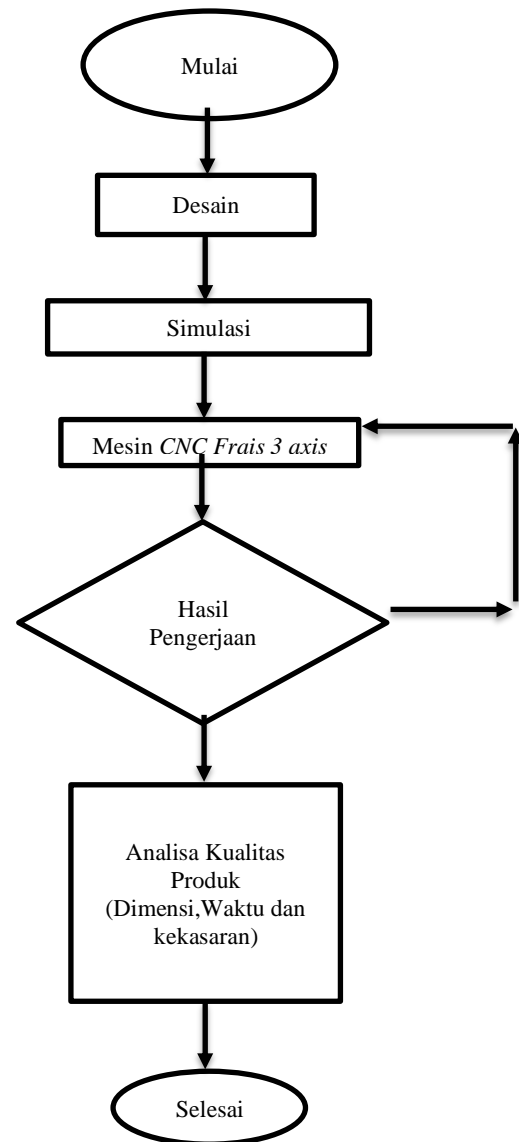 Mulai
Desain
Simulasi
Mesin CNC Frais 3 axis
Hasil
Pengerjaan
Analisa Kualitas
Produk
(Dimensi,Waktu dan
kekasaran)
Selesai